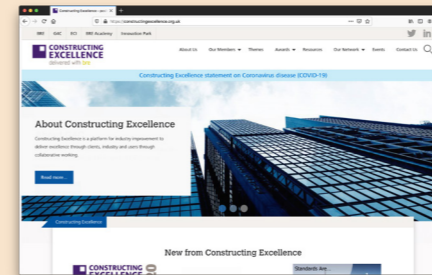 Constructing Excellence
https://constructingexcellence.org.uk
BRE Academy Innovation Park
CONSTRUCTING
EXCELLENCE
delivered with bre
About Us Our Members Themes Awards Resources Our Network Events Contact Us
Constructing Excellence statement on Coronavirus disease (COVID-19)
About Constructing Excellence
Constructing Excellence is a platform for industry improvement to
deliver excellence through clients, industry and users through
collaborative working.
Read more...
Constructing Excellence
New from Constructing Excellence
CONSTRUCTING
EXCELLENCE
Standards Are...